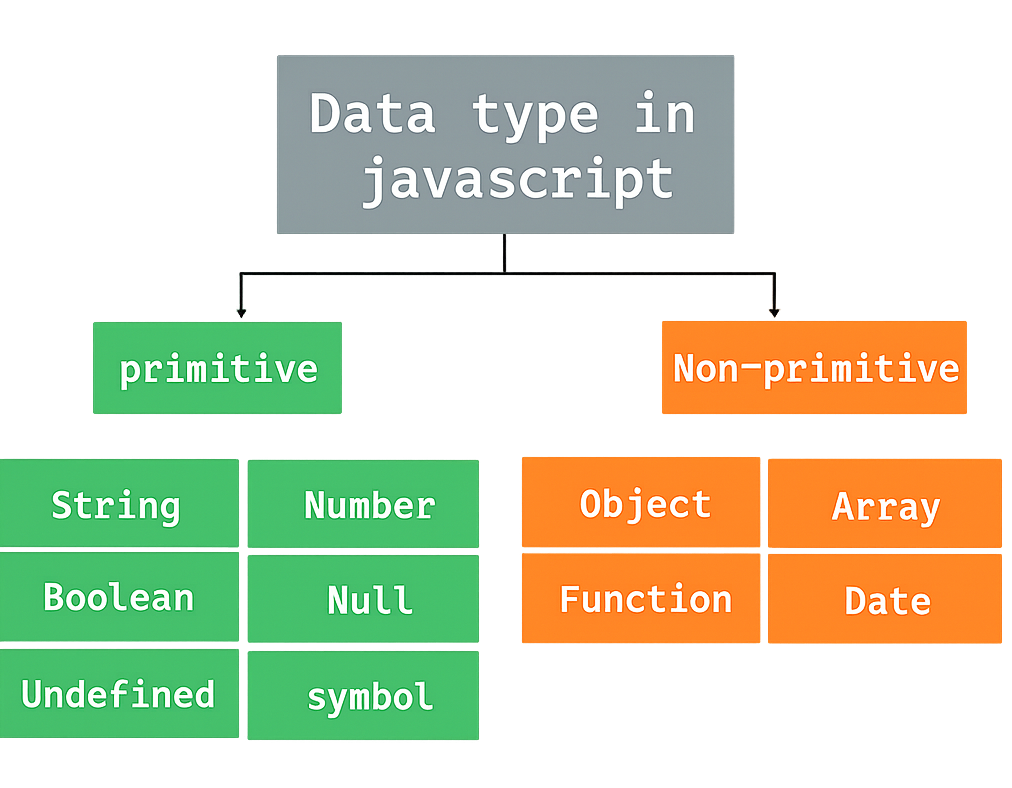 Data type in
javascript
primitive
Non-primitive
String
Number
Object
Array
Boolean
Null
Function
Date
Undefined
symbol